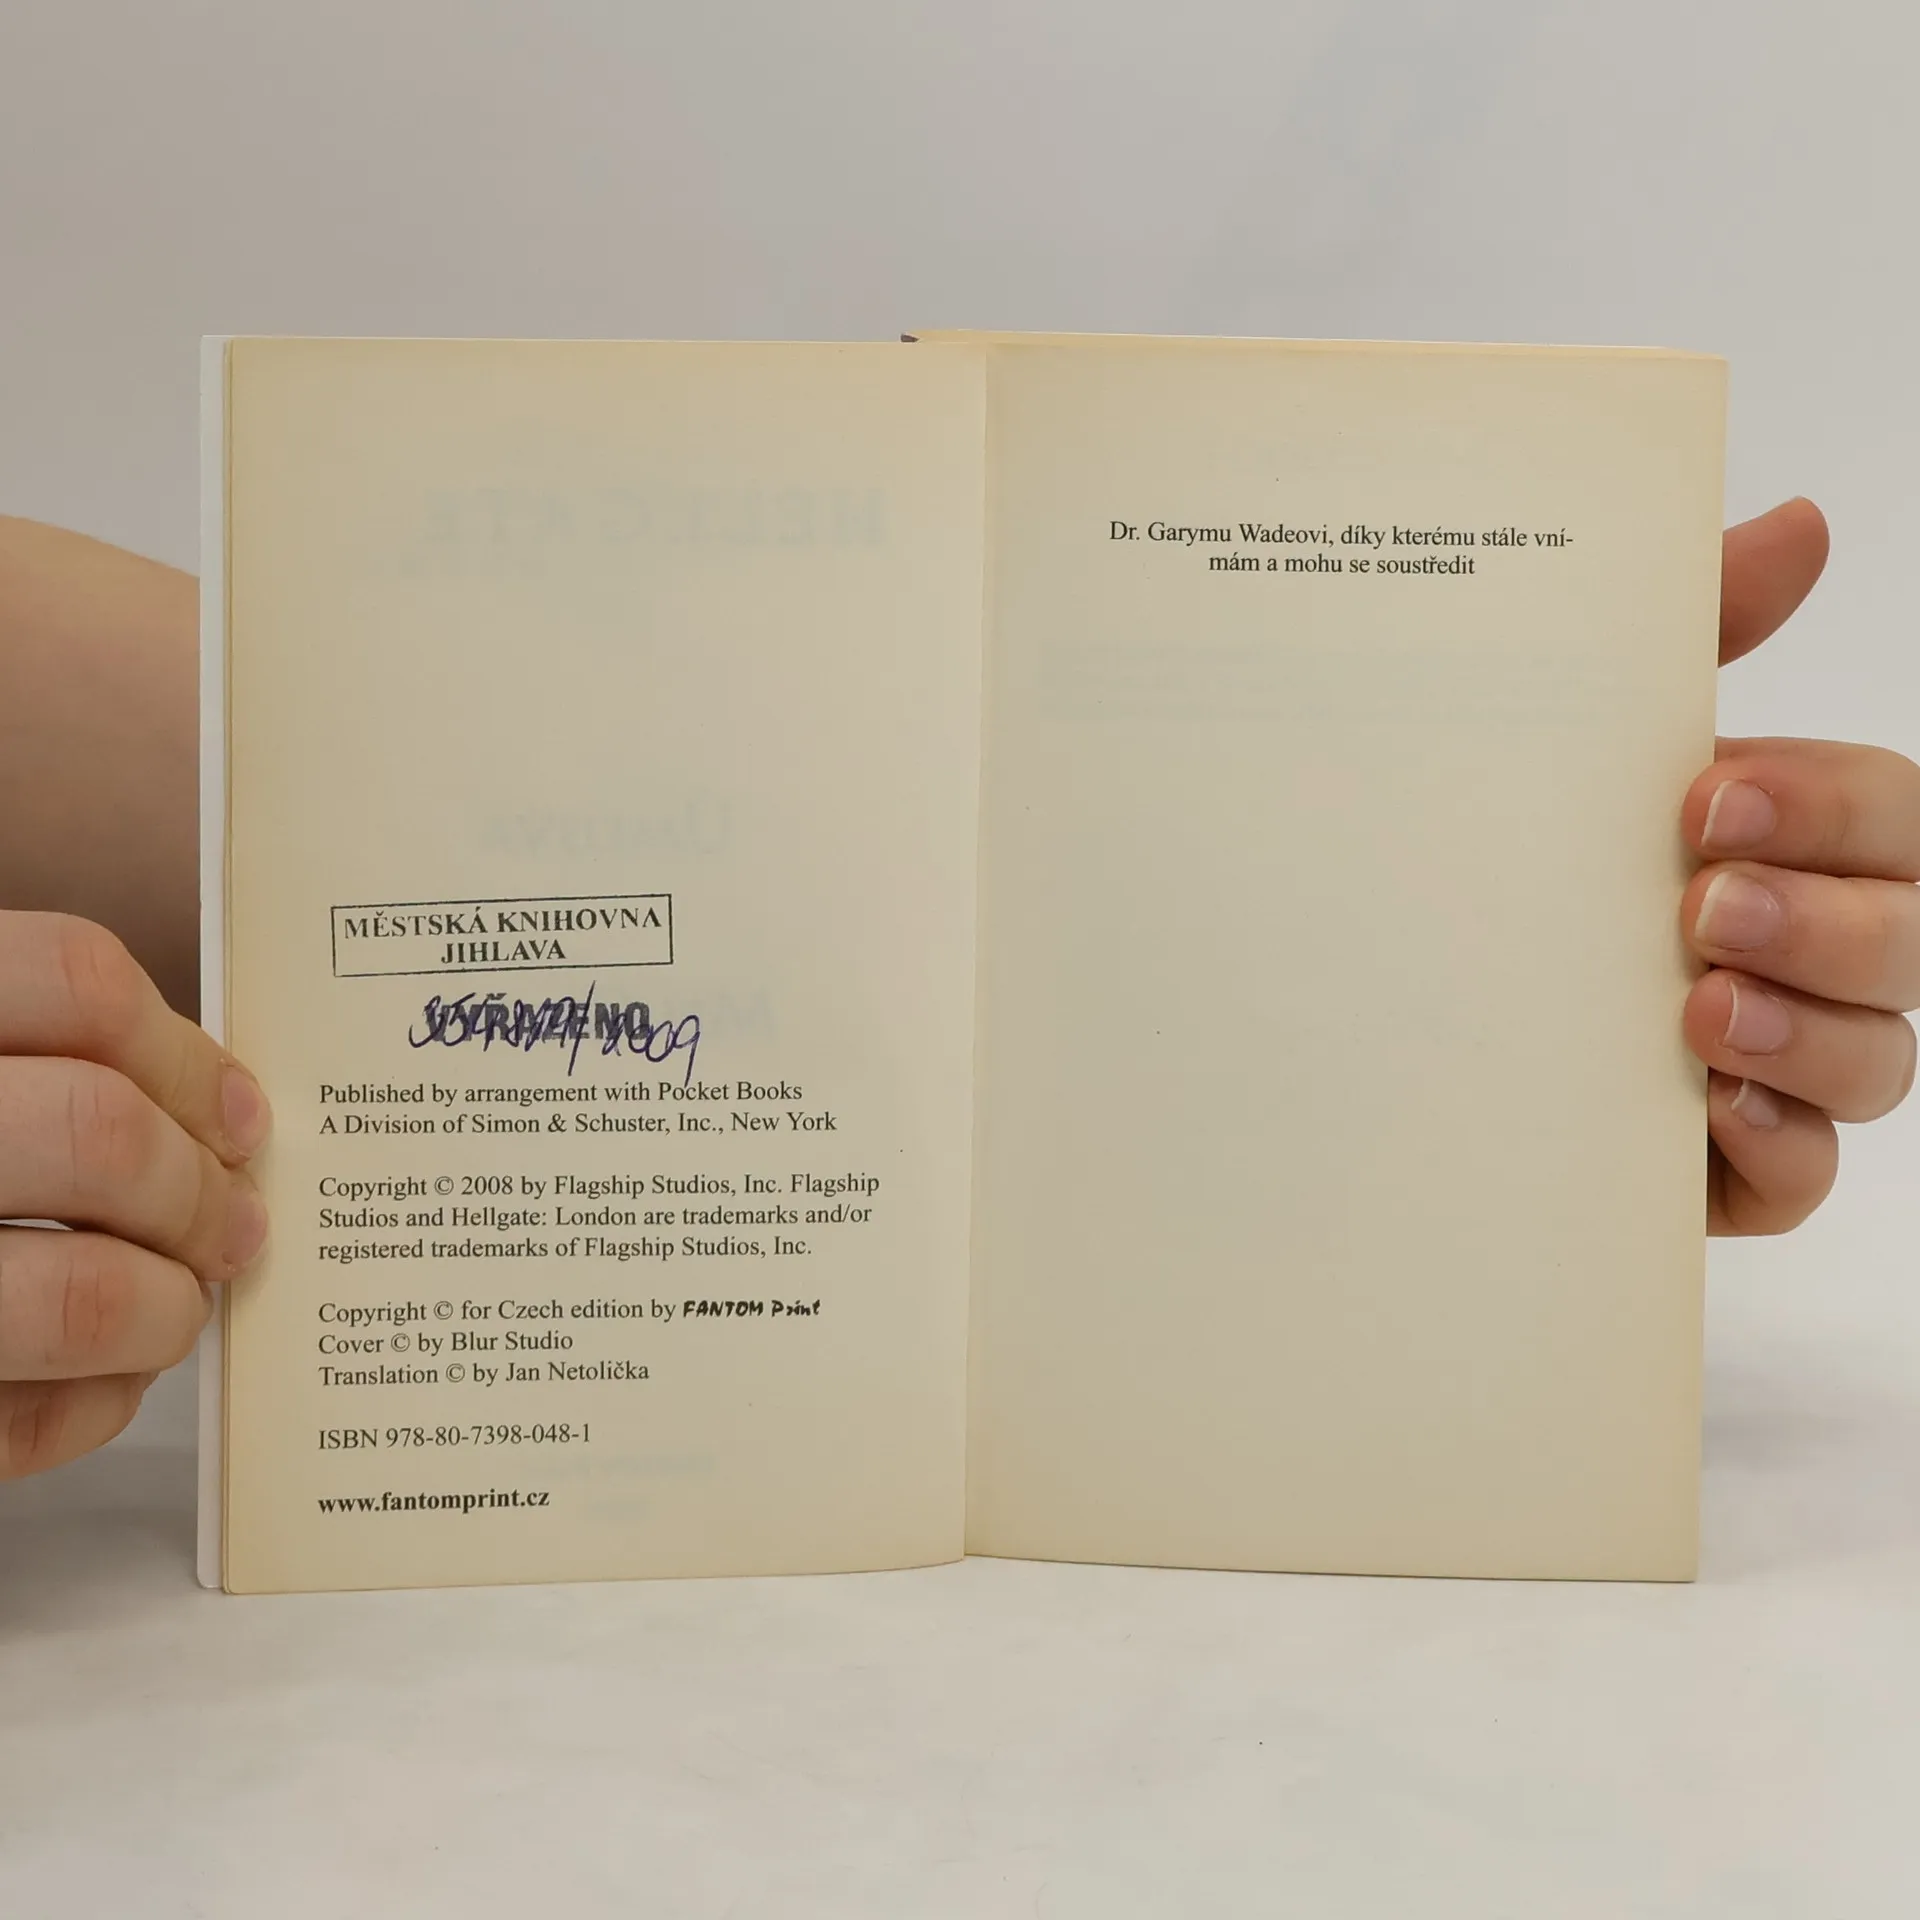 MĚSTSKÁ KNIHOVNA
JIHLAVA
VYŘAZENO
Published by arrangement with Pocket Books
A Division of Simon & Schuster, Inc., New York
Copyright © 2008 by Flagship Studios, Inc. Flagship
Studios and Hellgate: London are trademarks and/or
registered trademarks of Flagship Studios, Inc.
Copyright © for Czech edition by FANTOM Print
Cover © by Blur Studio
Translation © by Jan Netolička
ISBN 978-80-7398-048-1
www.fantomprint.cz
Dr. Garymu Wadeovi, díky kterému stále vní-
mám a mohu se soustředit